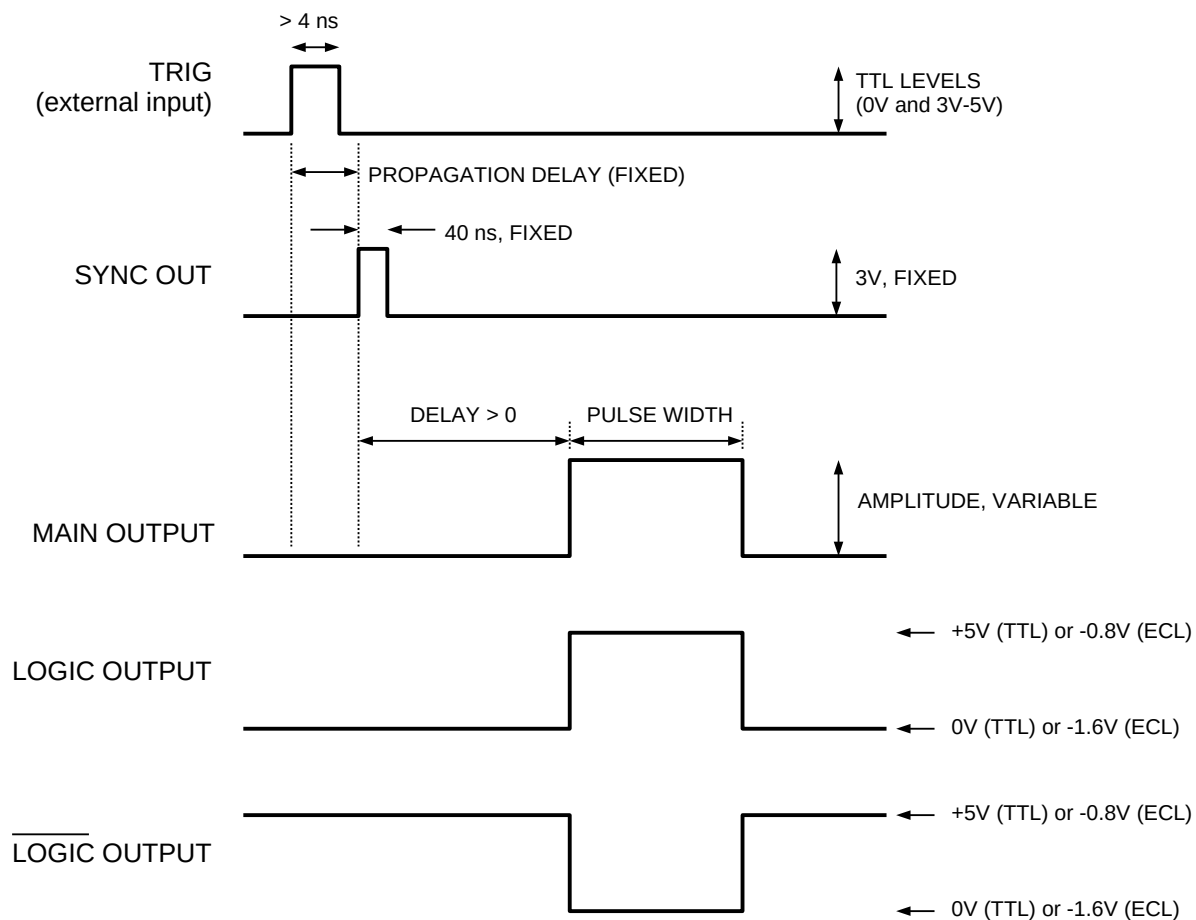 > 4 ns
TRIG
(external input)
TTL LEVELS
(0V and 3V-5V)
PROPAGATION DELAY (FIXED)
40 ns, FIXED
SYNC OUT
3V, FIXED
DELAY > 0
PULSE WIDTH
AMPLITUDE, VARIABLE
MAIN OUTPUT
+5V (TTL) or -0.8V (ECL)
LOGIC OUTPUT
0V (TTL) or -1.6V (ECL)
+5V (TTL) or -0.8V (ECL)
L̅O̅G̅I̅C̅ OUTPUT
0V (TTL) or -1.6V (ECL)